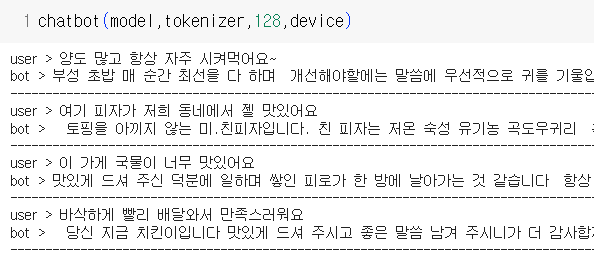 1 chatbot(model,tokenizer,128,device)
user > 양도 많고 항상 자주 시켜먹어요~
bot > 부성 초밥 매 순간 최선을 다 하며 개선해야할에는 말씀에 우선적으로 귀를 기울입
user > 여기 피자가 저희 동네에서 젤 맛있어요
bot > 토핑을 아끼지 않는 미.친피자입니다. 친 피자는 저온 숙성 유기농 곡도우귀리
user > 이 가게 국물이 너무 맛있어요
bot > 맛있게 드셔 주신 덕분에 일하며 쌓인 피로가 한 방에 날아가는 것 같습니다 항상
user > 바삭하게 빨리 배달와서 만족스러워요
bot > 당신 지금 치킨이입니다 맛있게 드셔 주시고 좋은 말씀 남겨 주시니가 더 감사합